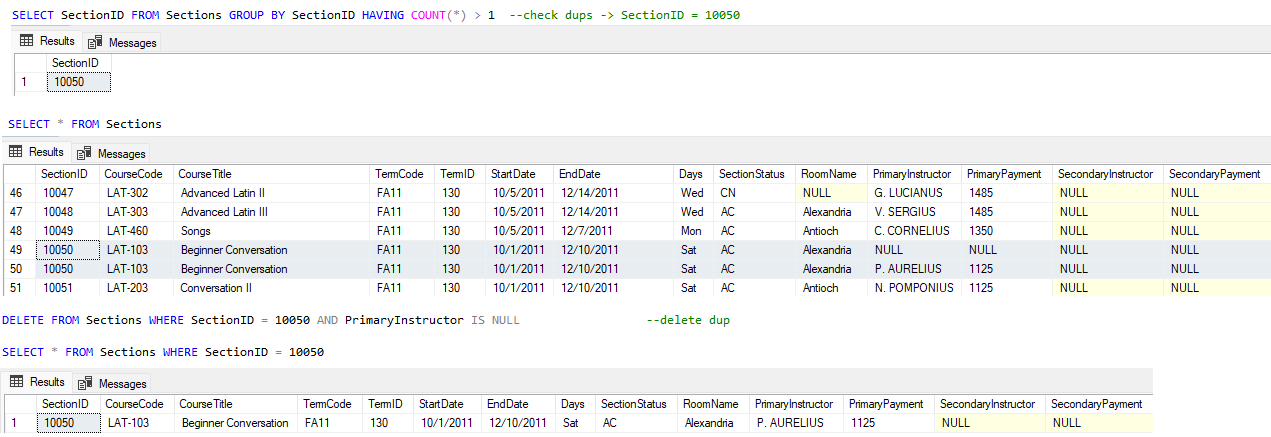 SELECT SectionID FROM Sections GROUP BY SectionID HAVING COUNT(*) > 1 --check dups -> SectionID = 10050
Results Messages
SectionID
1 10050
SELECT * FROM Sections
Results Messages
SectionID CourseCode CourseTitle TermCode TermID StartDate EndDate Days SectionStatus RoomName PrimaryInstructor PrimaryPayment SecondaryInstructor SecondaryPayment
46 10047 LAT-302 Advanced Latin II FA11 130 10/5/2011 12/14/2011 Wed CN NULL G. LUCIANUS 1485 NULL NULL
47 10048 LAT-303 Advanced Latin III FA11 130 10/5/2011 12/14/2011 Wed AC Alexandria V. SERGIUS 1485 NULL NULL
48 10049 LAT-460 Songs FA11 130 10/5/2011 12/7/2011 Mon AC Antioch C. CORNELIUS 1350 NULL NULL
49 10050 LAT-103 Beginner Conversation FA11 130 10/1/2011 12/10/2011 Sat AC Alexandria NULL NULL NULL NULL
50 10050 LAT-103 Beginner Conversation FA11 130 10/1/2011 12/10/2011 Sat AC Alexandria P. AURELIUS 1125 NULL NULL
51 10051 LAT-203 Conversation II FA11 130 10/1/2011 12/10/2011 Sat AC Antioch N. POMPONIUS 1125 NULL NULL
DELETE FROM Sections WHERE SectionID = 10050 AND PrimaryInstructor IS NULL --delete dup
SELECT * FROM Sections WHERE SectionID = 10050
Results Messages
SectionID CourseCode CourseTitle TermCode TermID StartDate EndDate Days SectionStatus RoomName PrimaryInstructor PrimaryPayment SecondaryInstructor SecondaryPayment
1 10050 LAT-103 Beginner Conversation FA11 130 10/1/2011 12/10/2011 Sat AC Alexandria P. AURELIUS 1125 NULL NULL